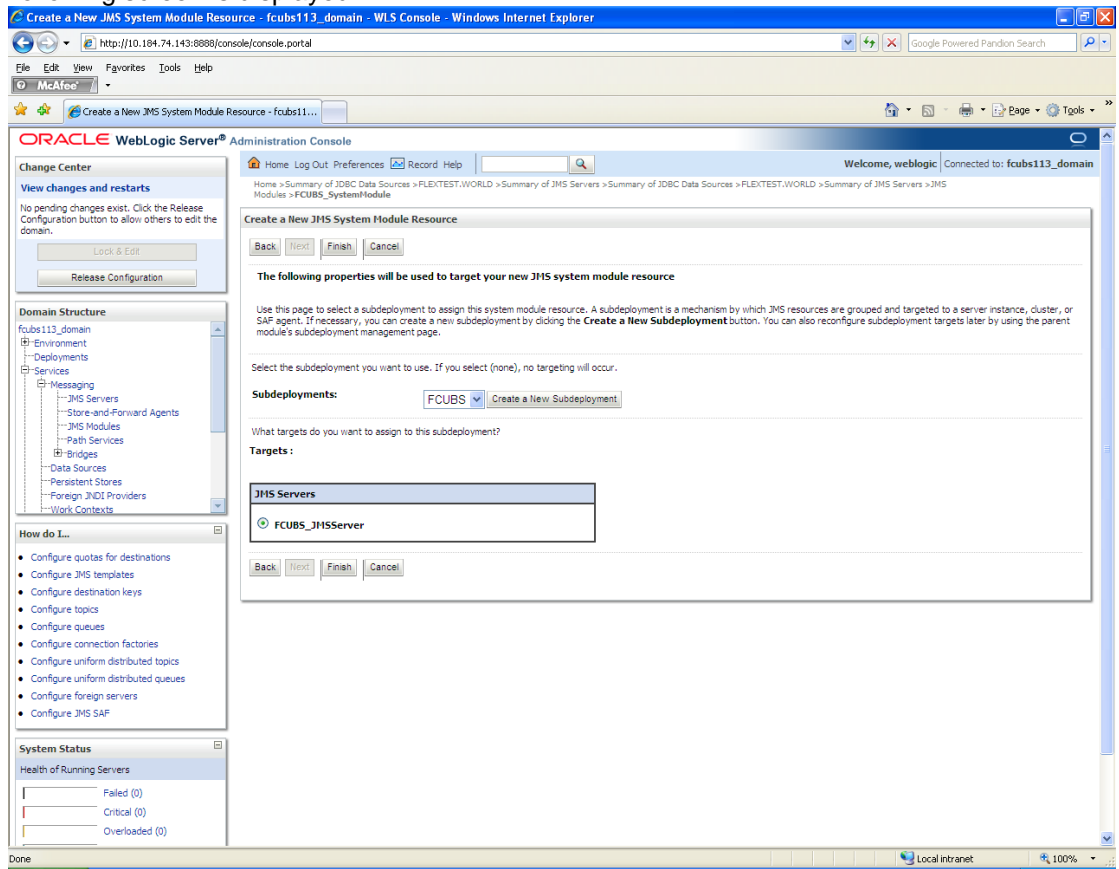 Create a New JMS System Module Resource - fcubs113_domain - WLS Console - Windows Internet Explorer
http://10.184.74.143:8888/console/console.portal
Google Powered Pandion Search
File Edit View Favorites Tools Help
McAfee
Create a New JMS System Module Resource - fcubs11...
Page Tools
ORACLE WebLogic Server® Administration Console
Change Center
View changes and restarts
No pending changes exist. Click the Release
Configuration button to allow others to edit the
domain.
Lock & Edit
Release Configuration
Domain Structure
fcubs113_domain
Environment
Deployments
Services
Messaging
JMS Servers
Store-and-Forward Agents
JMS Modules
Path Services
Bridges
Data Sources
Persistent Stores
Foreign JNDI Providers
Work Contexts
How do I...
Configure quotas for destinations
Configure JMS templates
Configure destination keys
Configure topics
Configure queues
Configure connection factories
Configure uniform distributed topics
Configure uniform distributed queues
Configure foreign servers
Configure JMS SAF
System Status
Health of Running Servers
Failed (0)
Critical (0)
Overloaded (0)
Home Log Out Preferences Record Help
Welcome, weblogic Connected to: fcubs113_domain
Home >Summary of JDBC Data Sources >FLEXTEST.WORLD >Summary of JMS Servers >Summary of JDBC Data Sources >FLEXTEST.WORLD >Summary of JMS Servers >JMS
Modules >FCUBS_SystemModule
Create a New JMS System Module Resource
Back Next Finish Cancel
The following properties will be used to target your new JMS system module resource
Use this page to select a subdeployment to assign this system module resource. A subdeployment is a mechanism by which JMS resources are grouped and targeted to a server instance, cluster, or
SAF agent. If necessary, you can create a new subdeployment by clicking the Create a New Subdeployment button. You can also reconfigure subdeployment targets later by using the parent
module's subdeployment management page.
Select the subdeployment you want to use. If you select (none), no targeting will occur.
Subdeployments: FCUBS Create a New Subdeployment
What targets do you want to assign to this subdeployment?
Targets :
JMS Servers
FCUBS_JMSServer
Back Next Finish Cancel
Done
Local intranet
100%